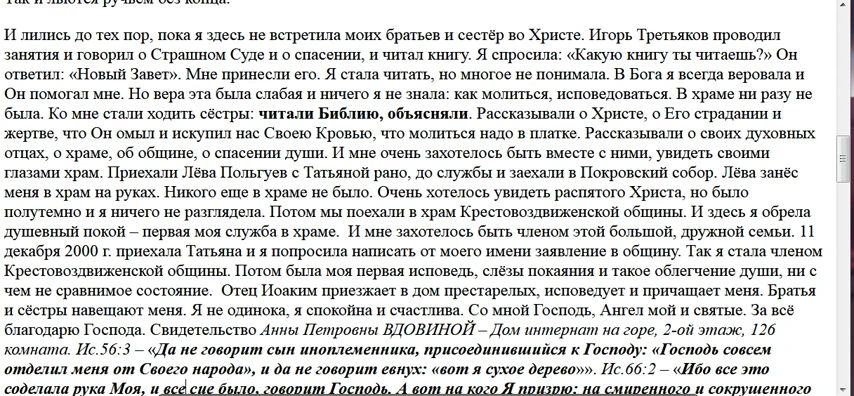 Так и льются ручьем без конца.
И лились до тех пор, пока я здесь не встретила моих братьев и сестёр во Христе. Игорь Третьяков проводил
занятия и говорил о Страшном Суде и о спасении, и читал книгу. Я спросила: «Какую книгу ты читаешь?» Он
ответил: «Новый Завет». Мне принесли его. Я стала читать, но многое не понимала. В Бога я всегда веровала и
Он помогал мне. Но вера эта была слабая и ничего я не знала: как молиться, исповедоваться. В храме ни разу не
была. Ко мне стали ходить сёстры: читали Библию, объясняли. Рассказывали о Христе, о Его страдании и
жертве, что Он омыл и искупил нас Своею Кровью, что молиться надо в платке. Рассказывали о своих духовных
отцах, о храме, об общине, о спасении души. И мне очень захотелось быть вместе с ними, увидеть своими
глазами храм. Приехали Лёва Польгуев с Татьяной рано, до службы и заехали в Покровский собор. Лёва занёс
меня в храм на руках. Никого еще в храме не было. Очень хотелось увидеть распятого Христа, но было
полутемно и я ничего не разглядела. Потом мы поехали в храм Крестовоздвиженской общины. И здесь я обрела
душевный покой – первая моя служба в храме. И мне захотелось быть членом этой большой, дружной семьи. 11
декабря 2000 г. приехала Татьяна и я попросила написать от моего имени заявление в общину. Так я стала членом
Крестовоздвиженской общины. Потом была моя первая исповедь, слёзы покаяния и такое облегчение души, ни с
чем не сравнимое состояние. Отец Иоаким приезжает в дом престарелых, исповедует и причащает меня. Братья
и сёстры навещают меня. Я не одинока, я спокойна и счастлива. Со мной Господь, Ангел мой и святые. За всё
благодарю Господа. Свидетельство Анны Петровны ВДОВИНОЙ – Дом интернат на горе, 2-ой этаж, 126
комната. Ис.56:3 – «Да не говорит сын иноплеменника, присоединившийся к Господу: «Господь совсем
отделил меня от Своего народа», и да не говорит евнух: «вот я сухое дерево»». Ис.66:2 – «Ибо все это
соделала рука Моя, и все сие было, говорит Господь. А вот на кого Я призрю: на смиренного и сокрушенного